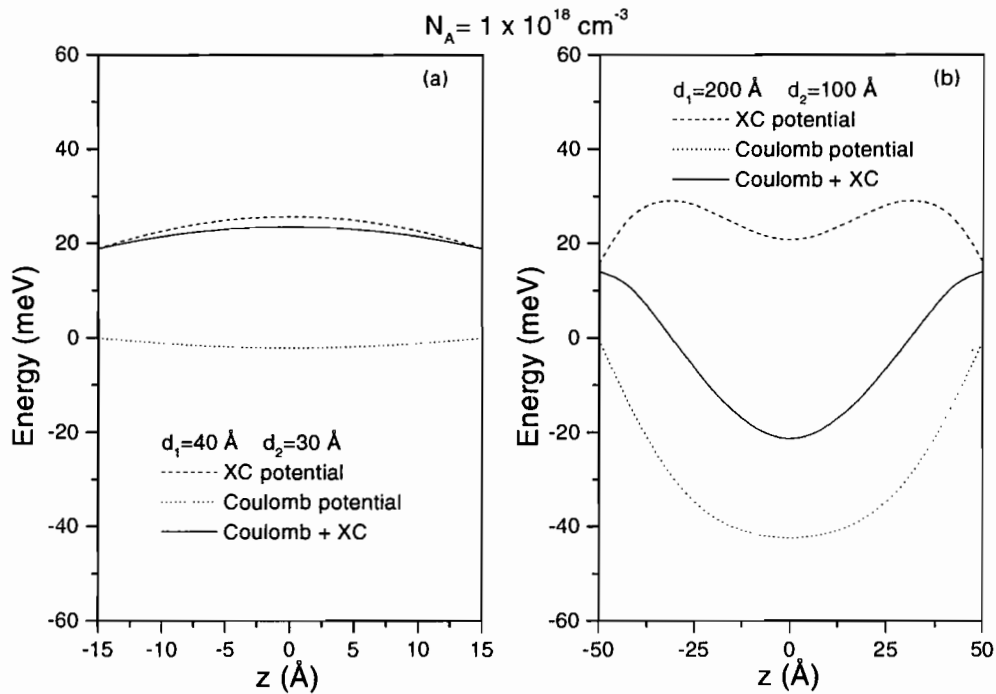 N_A= 1 x 10^18 cm^-3
(a)
60
40
20
0
-20
-40
-60
Energy (meV)
d_1=40 Å d_2=30 Å
XC potential
Coulomb potential
Coulomb + XC
-15 -10 -5 0 5 10 15
z (Å)
(b)
60
40
20
0
-20
-40
-60
Energy (meV)
d_1=200 Å d_2=100 Å
XC potential
Coulomb potential
Coulomb + XC
-50 -25 0 25 50
z (Å)